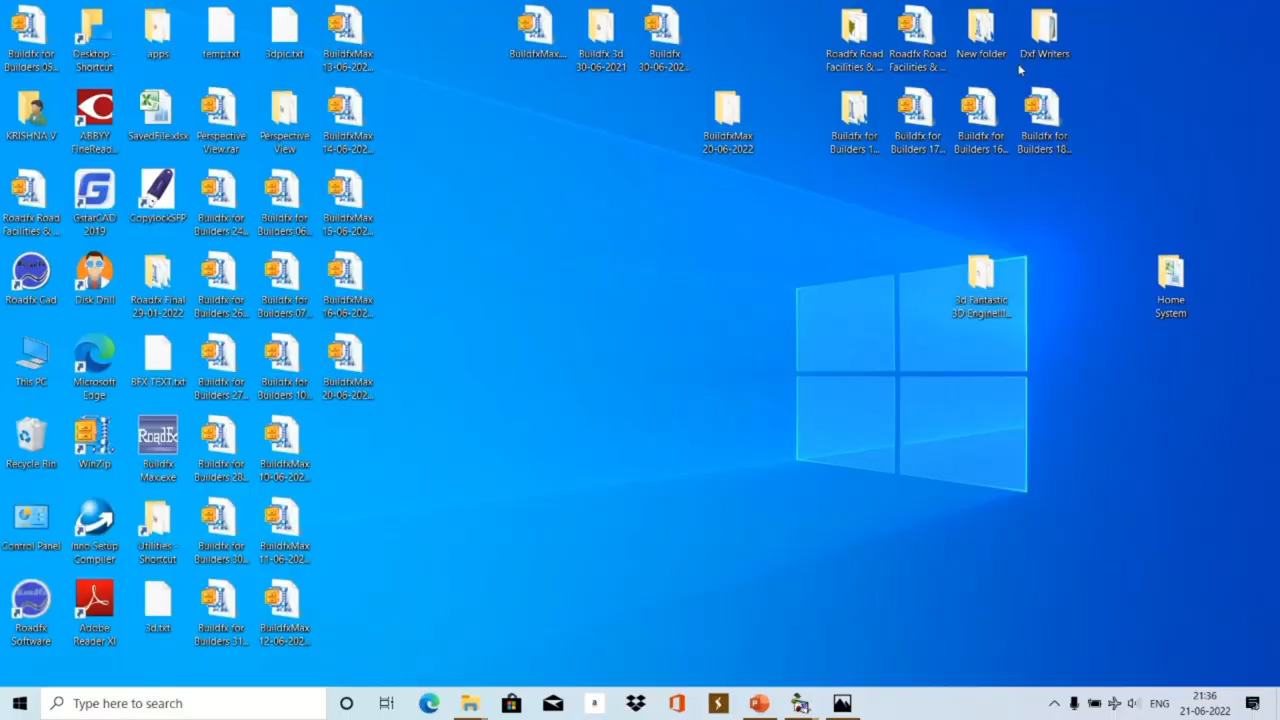 Buildfx for
Builders 05...
Desktop -
Shortcut
apps
temp.txt
3dpic.txt
BuildfxMax
13-06-202...
BuildfxMax....
Buildfx 3d
30-06-2021
Buildfx
30-06-202...
Roadfx Road
Facilities & ...
Roadfx Road
Facilities & ...
New folder
Dxf Writers
KRISHNA V
ABBYY
FineRead...
SavedFile.xlsx
Perspective
View.rar
Perspective
View
BuildfxMax
14-06-202...
BuildfxMax
20-06-2022
Buildfx for
Builders 1...
Buildfx for
Builders 17...
Buildfx for
Builders 16...
Buildfx for
Builders 18...
Roadfx Road
Facilities & ...
GstarCAD
2019
CopylockSFP
Buildfx for
Builders 24...
Buildfx for
Builders 06...
BuildfxMax
15-06-202...
Roadfx Cad
Disk Drill
Roadfx Final
29-01-2022
Buildfx for
Builders 26...
Buildfx for
Builders 07...
BuildfxMax
16-06-202...
3d Fantastic
3D Engine!!!...
Home
System
This PC
Microsoft
Edge
BFX TEXT.txt
Buildfx for
Builders 27...
Buildfx for
Builders 10...
BuildfxMax
20-06-202...
Recycle Bin
WinZip
RoadFx
Buildfx
Max.exe
Buildfx for
Builders 28...
BuildfxMax
10-06-202...
Control Panel
Inno Setup
Compiler
Utilities -
Shortcut
Buildfx for
Builders 30...
BuildfxMax
11-06-202...
Roadfx
Software
Adobe
Reader XI
3d.txt
Buildfx for
Builders 31...
BuildfxMax
12-06-202...
Type here to search
a
ENG
21:36
21-06-2022